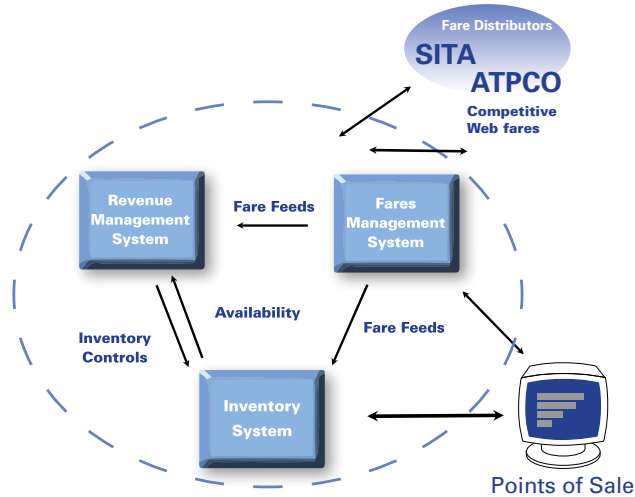 Fare Distributors
SITA
ATPCO
Competitive
Web fares
Revenue
Management
System
Fare Feeds
Fares
Management
System
Availability
Fare Feeds
Inventory
Controls
Inventory
System
Points of Sale